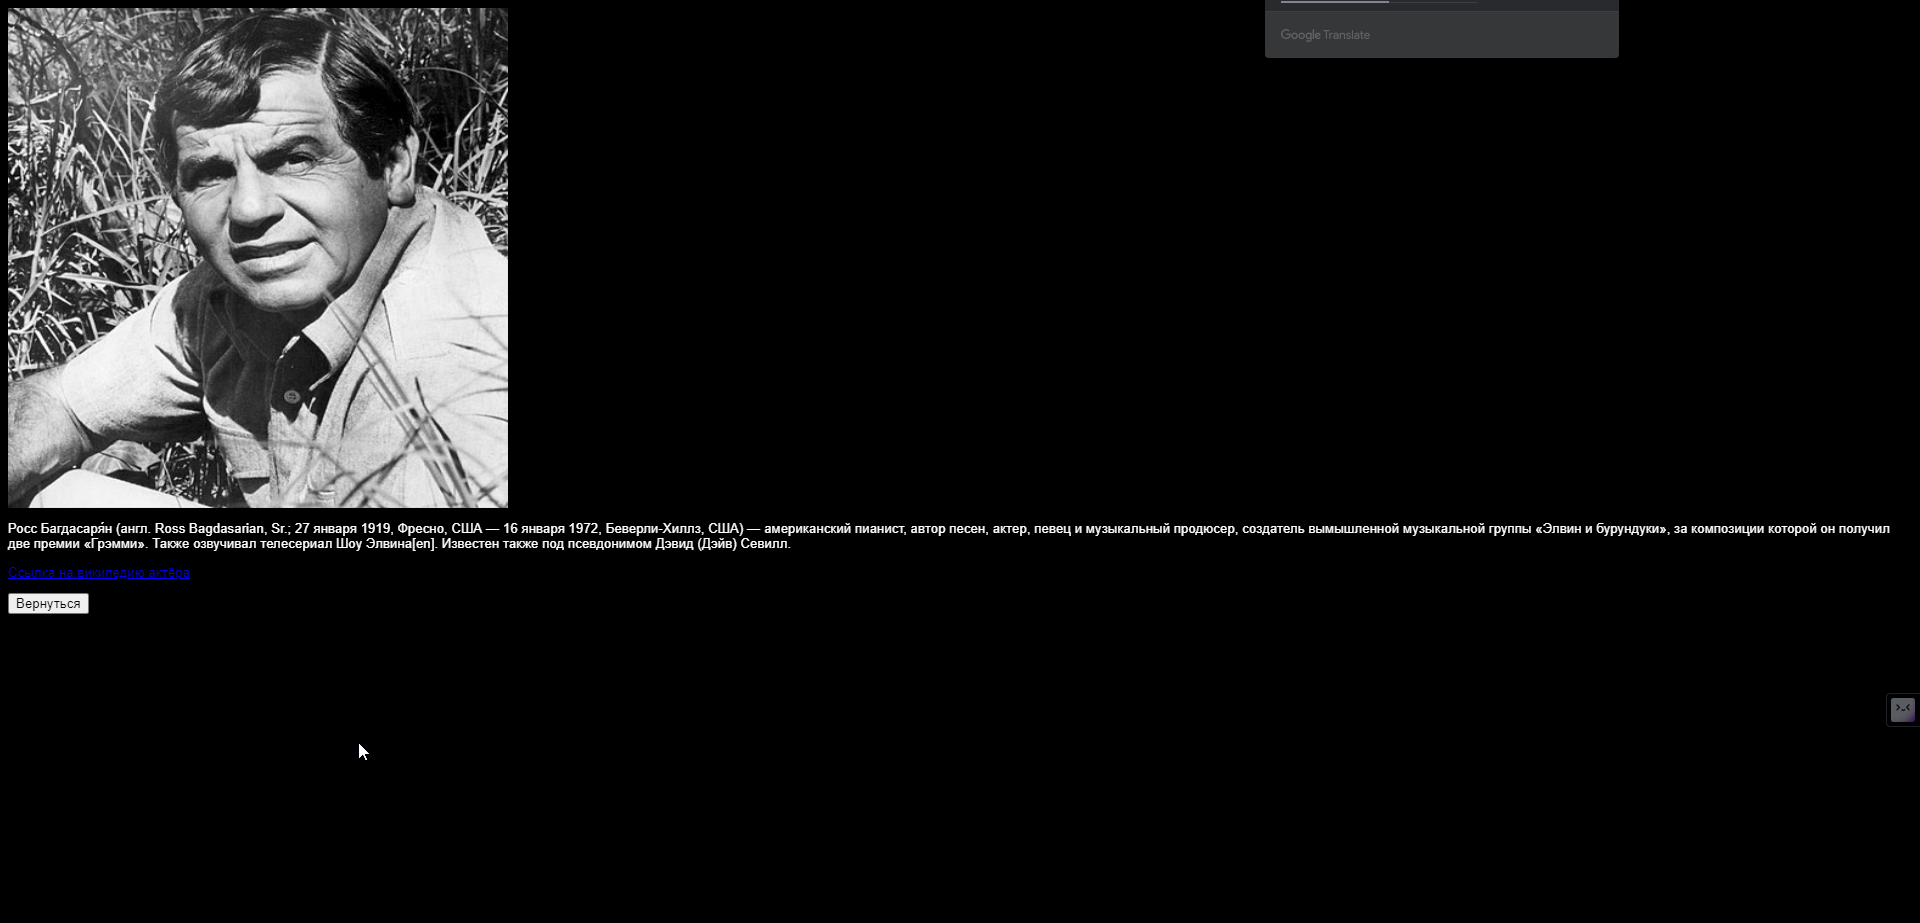 Google Translate
Росс Багдасаря́н (англ. Ross Bagdasarian, Sr.; 27 января 1919, Фресно, США — 16 января 1972, Беверли-Хиллз, США) — американский пианист, автор песен, актер, певец и музыкальный продюсер, создатель вымышленной музыкальной группы «Элвин и бурундуки», за композиции которой он получил
две премии «Грэмми». Также озвучивал телесериал Шоу Элвина[en]. Известен также под псевдонимом Дэвид (Дэйв) Севилл.
Ссылка на википедию актёра
Вернуться